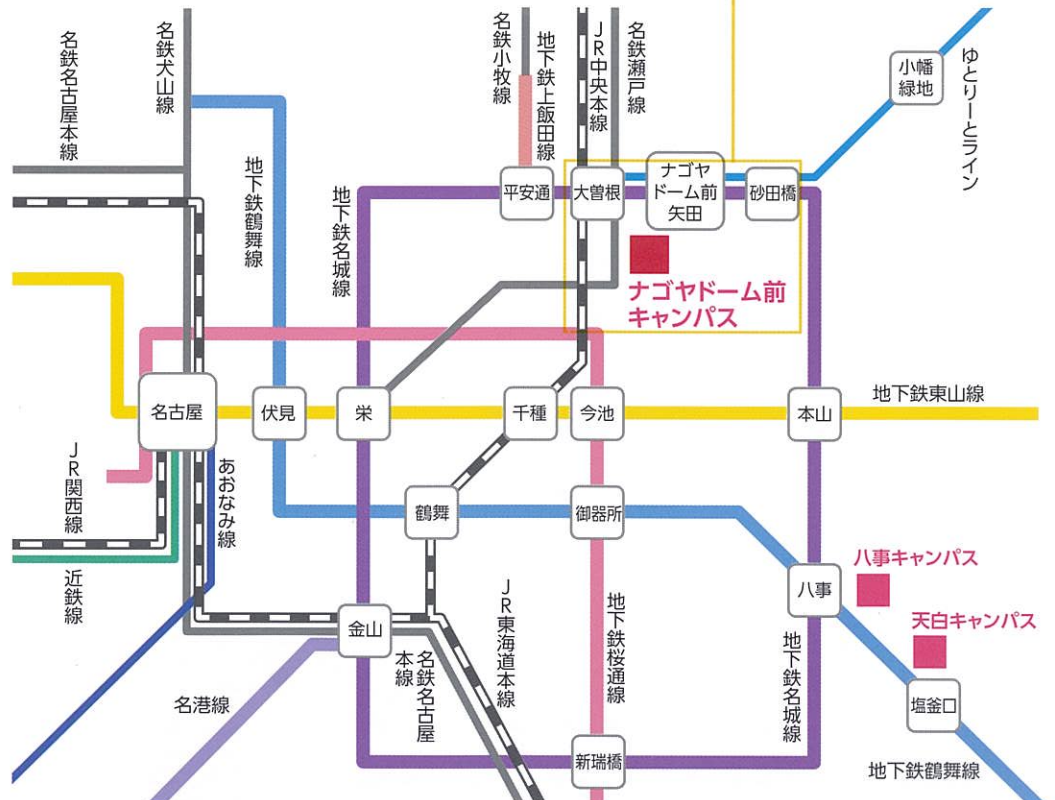 名鉄名古屋本線
名鉄犬山線
地下鉄鶴舞線
地下鉄名城線
名鉄小牧線
地下鉄上飯田線
JR中央本線
名鉄瀬戸線
小幡
緑地
ゆとりーとライン
平安通
大曽根
ナゴヤ
ドーム前
矢田
砂田橋
ナゴヤドーム前
キャンパス
名古屋
伏見
栄
千種
今池
本山
地下鉄東山線
JR関西線
あおなみ線
近鉄線
鶴舞
御器所
八事
八事キャンパス
天白キャンパス
塩釜口
地下鉄鶴舞線
金山
名港線
名鉄名古屋
本線
JR東海道本線
地下鉄桜通線
地下鉄名城線
新瑞橋